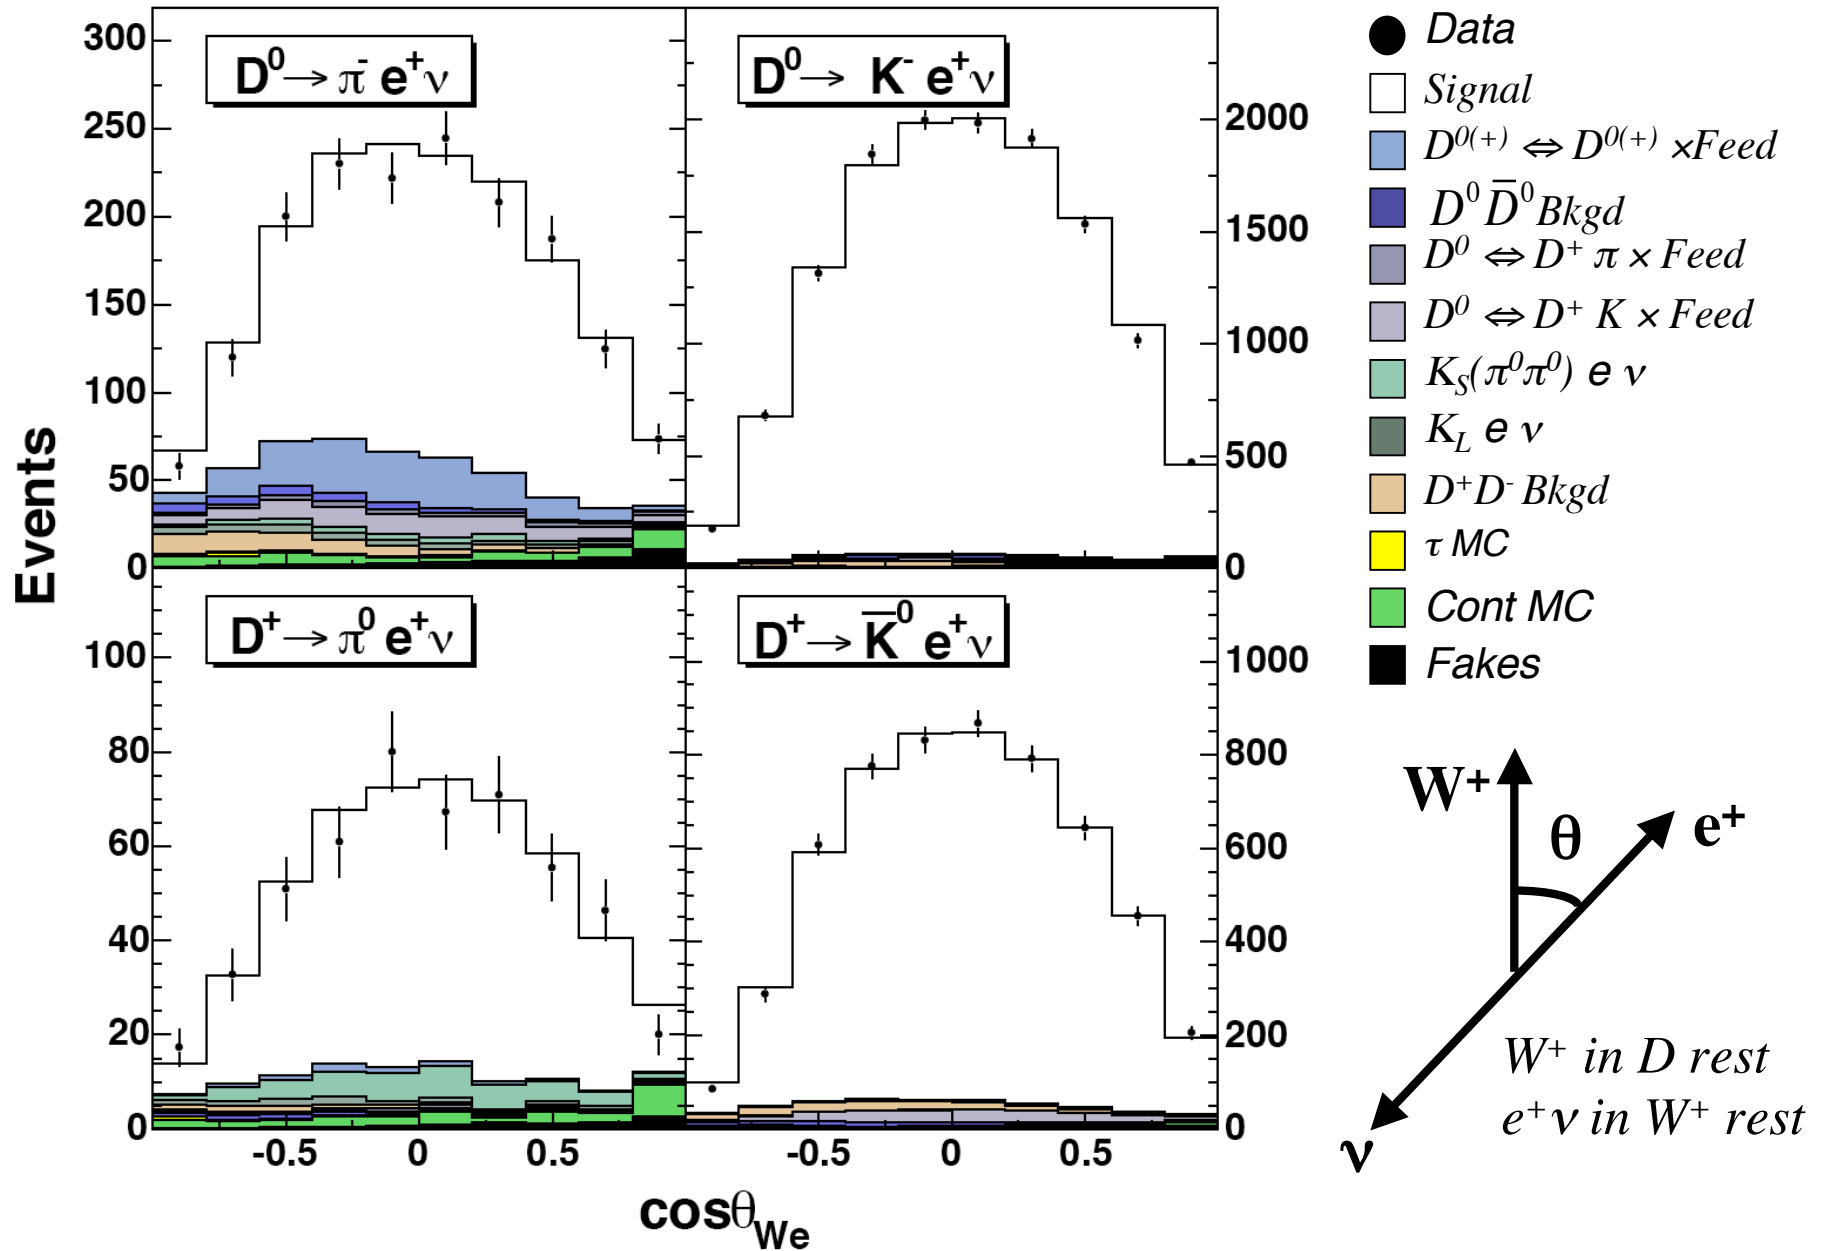 Events
300
250
200
150
100
50
0
D⁰→ π⁻ e⁺ν
D⁰→ K⁻ e⁺ν
2000
1500
1000
500
0
100
80
60
40
20
0
D⁺→ π⁰ e⁺ν
D⁺→ K̅⁰ e⁺ν
1000
800
600
400
200
0
-0.5 0 0.5
-0.5 0 0.5
cosθ_We
Data
Signal
D⁰⁽⁺⁾ ⇔ D⁰⁽⁺⁾ ×Feed
D⁰ D̅⁰ Bkgd
D⁰ ⇔ D⁺ π × Feed
D⁰ ⇔ D⁺ K × Feed
K_S(π⁰π⁰) e ν
K_L e ν
D⁺D⁻ Bkgd
τ MC
Cont MC
Fakes
W⁺
θ
e⁺
ν
W⁺ in D rest
e⁺ν in W⁺ rest